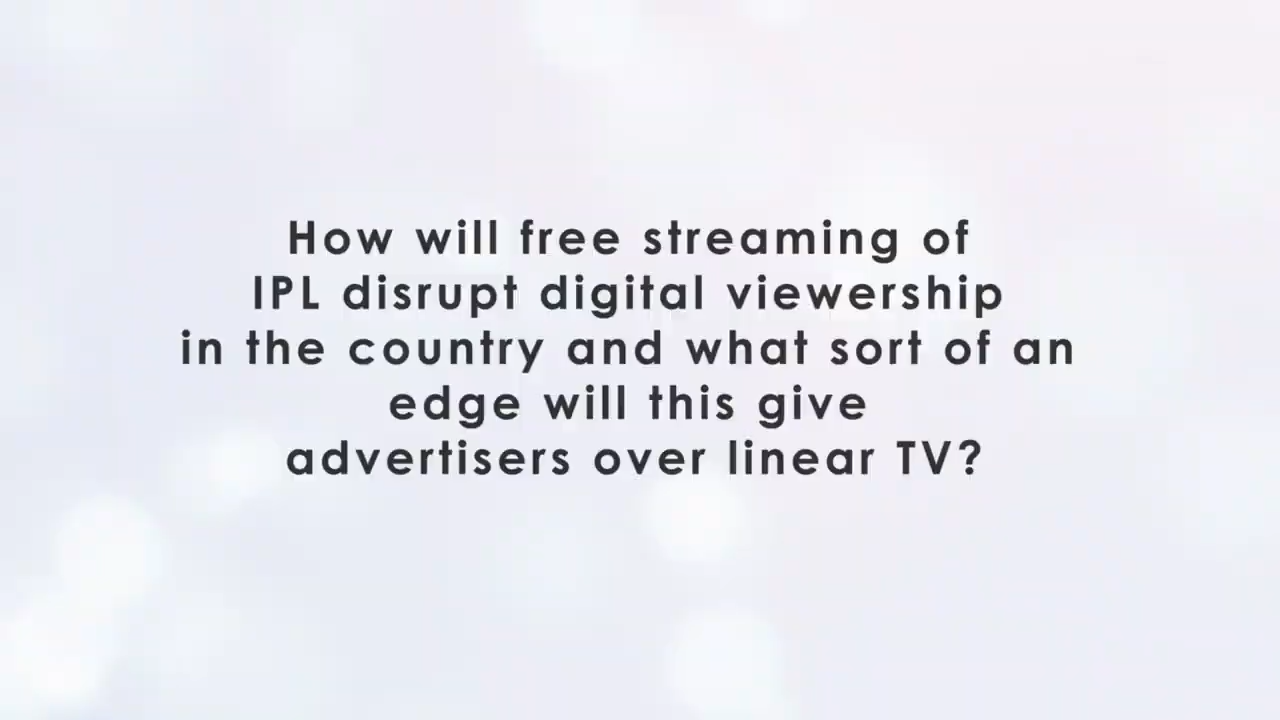 How will free streaming of
IPL disrupt digital viewership
in the country and what sort of an
edge will this give
advertisers over linear TV?